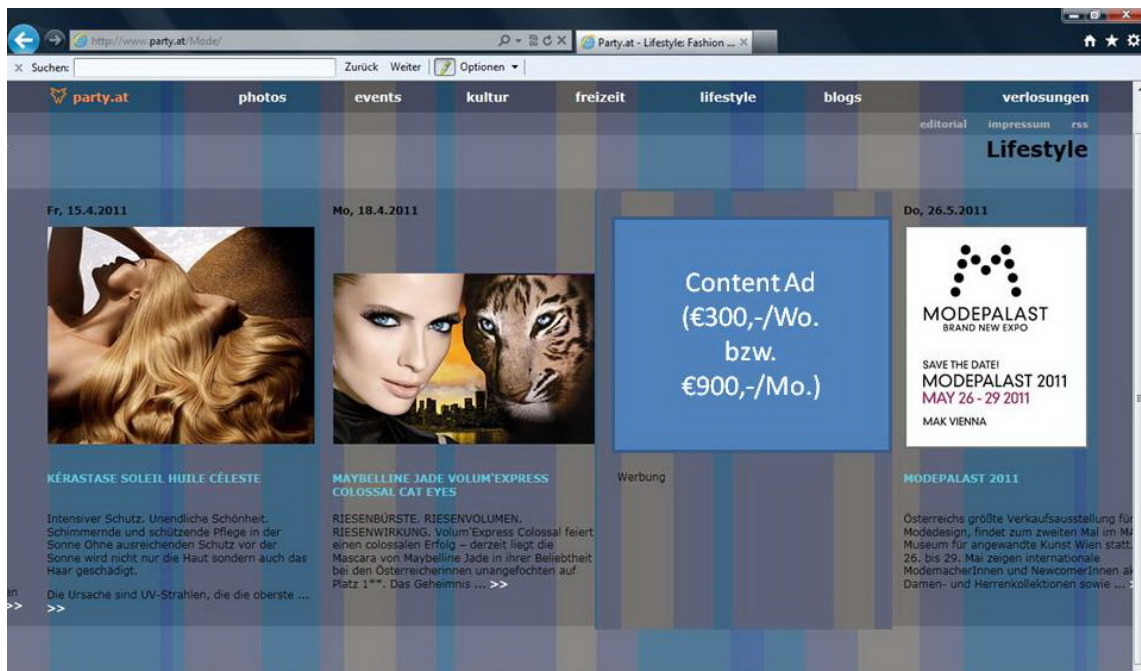 http://www.party.at/Mode/
Party.at - Lifestyle: Fashion ...
Suchen:
Zurück Weiter Optionen
party.at photos events kultur freizeit lifestyle blogs verlosungen
editorial impressum rss
Lifestyle
Fr, 15.4.2011
KÉRASTASE SOLEIL HUILE CÉLESTE
Intensiver Schutz. Unendliche Schönheit.
Schimmernde und schützende Pflege in der
Sonne Ohne ausreichenden Schutz vor der
Sonne wird nicht nur die Haut sondern auch das
Haar geschädigt.
Die Ursache sind UV-Strahlen, die die oberste ...
>>
Mo, 18.4.2011
MAYBELLINE JADE VOLUM'EXPRESS
COLOSSAL CAT EYES
RIESENBÜRSTE. RIESENVOLUMEN.
RIESENWIRKUNG. Volum'Express Colossal feiert
einen colossalen Erfolg – derzeit liegt die
Mascara von Maybelline Jade in ihrer Beliebtheit
bei den Österreicherinnen unangefochten auf
Platz 1**. Das Geheimnis ... >>
Content Ad
(€300,-/Wo.
bzw.
€900,-/Mo.)
Werbung
Do, 26.5.2011
MODEPALAST
BRAND NEW EXPO
SAVE THE DATE!
MODEPALAST 2011
MAY 26 - 29 2011
MAK VIENNA
MODEPALAST 2011
Österreichs größte Verkaufsausstellung für
Modedesign, findet zum zweiten Mal im
Museum für angewandte Kunst Wien statt.
26. bis 29. Mai zeigen internationale
ModemacherInnen und NewcomerInnen
Damen- und Herrenkollektionen sowie ...
en
>>